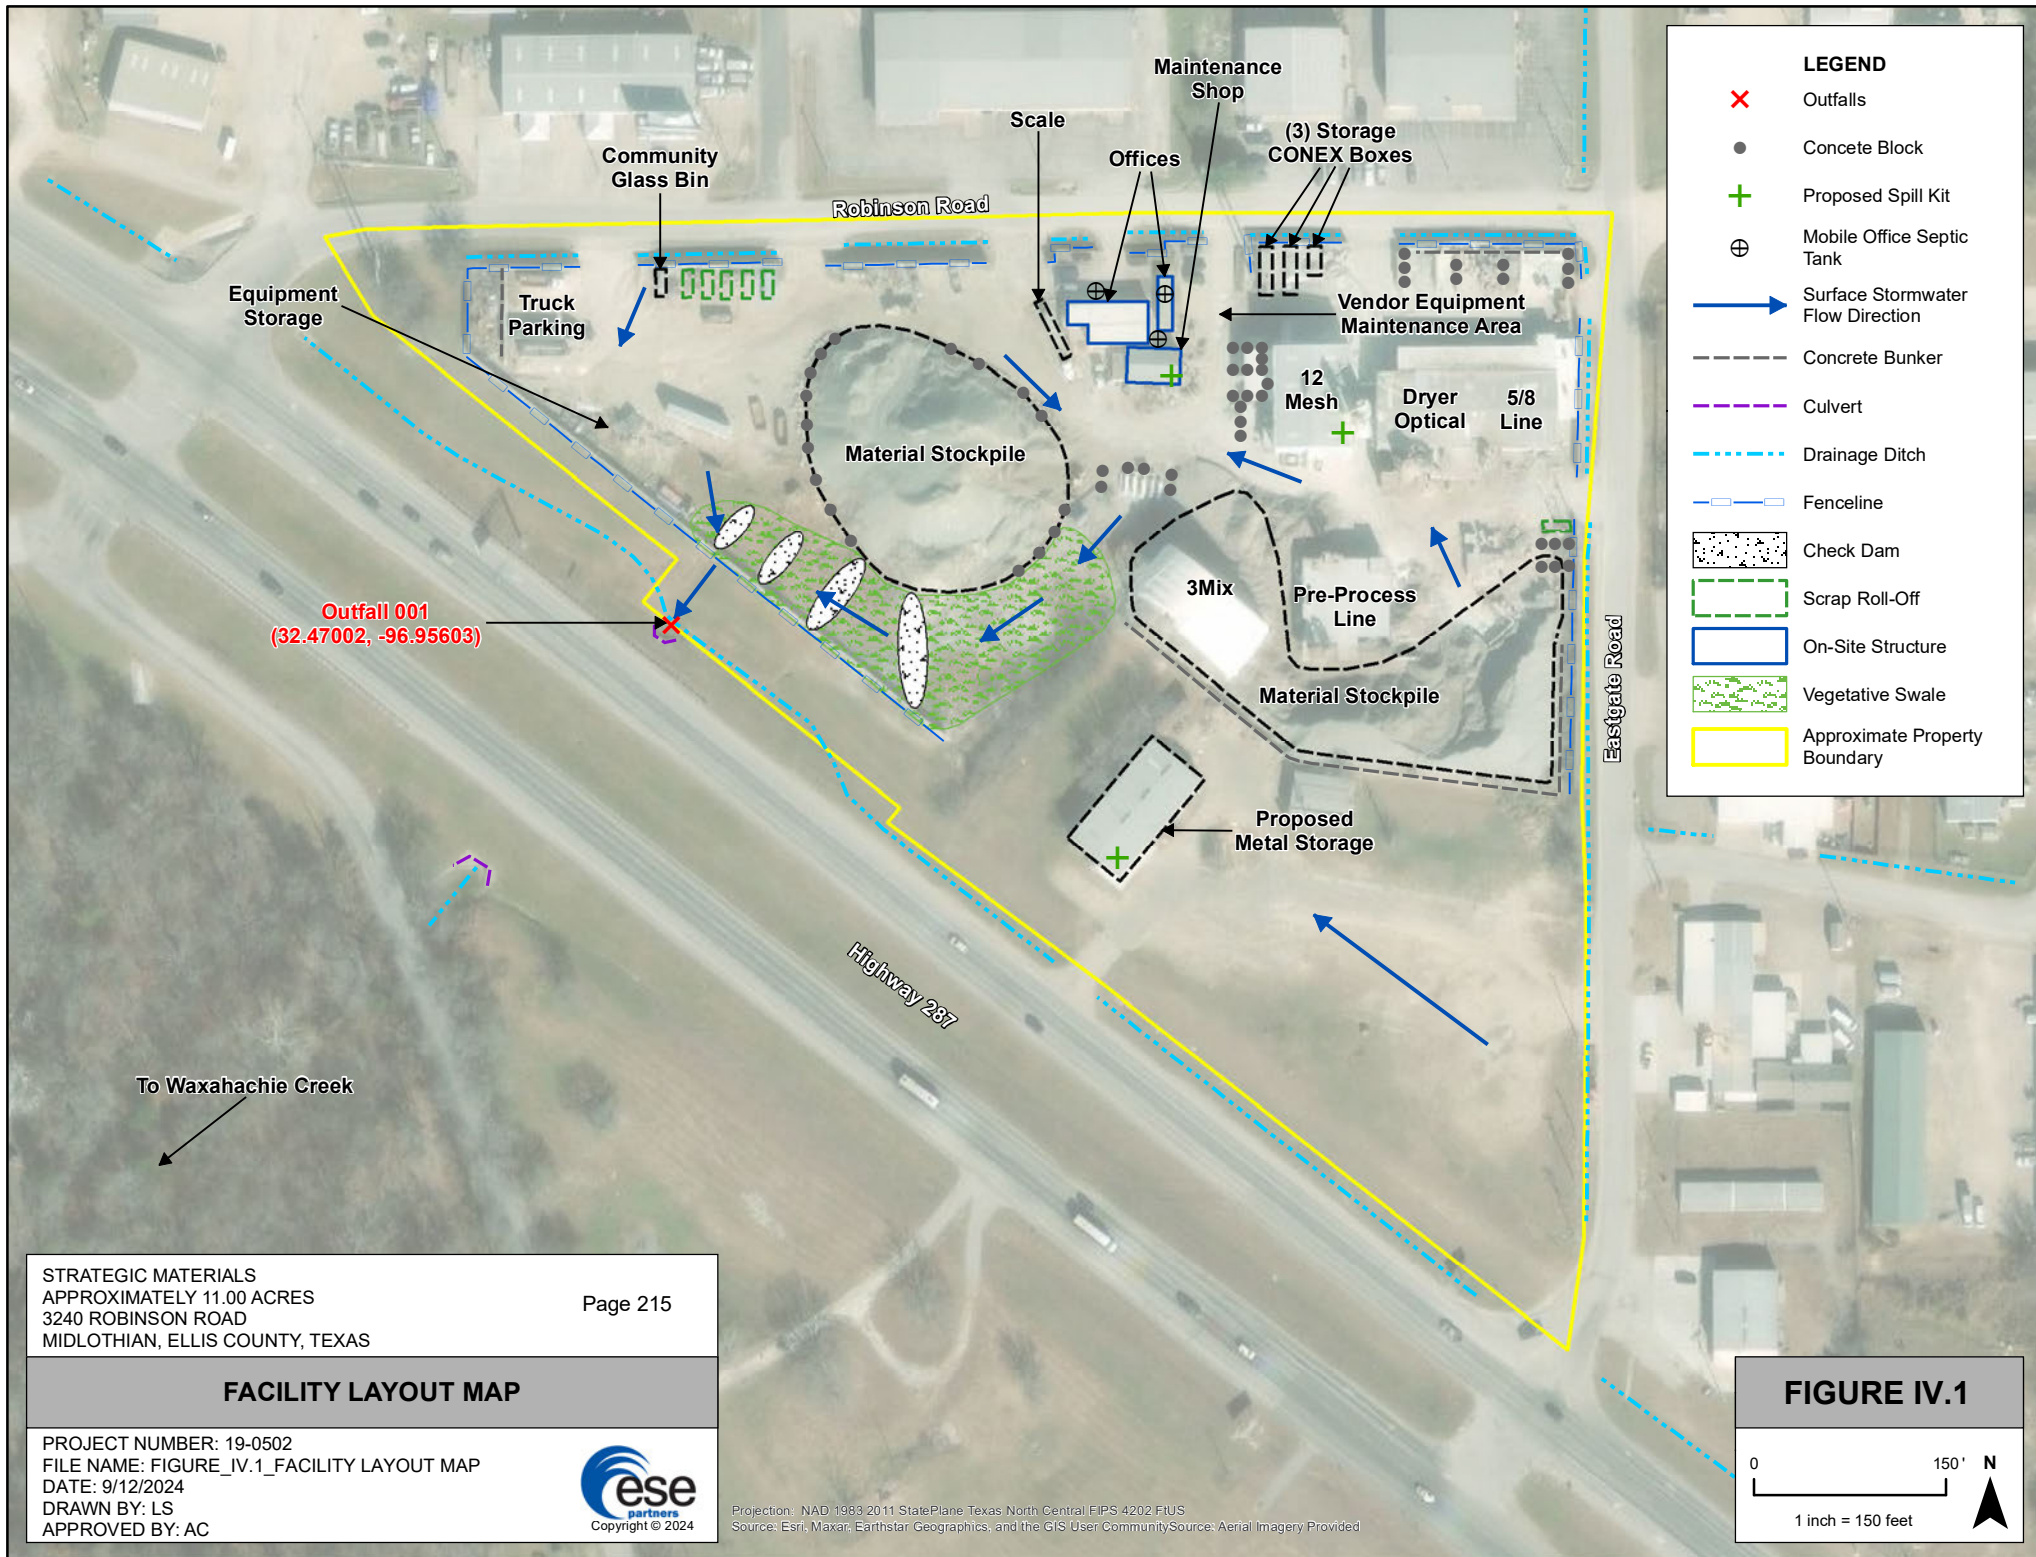 Maintenance
Shop
Scale
(3) Storage
CONEX Boxes
Community
Glass Bin
Offices
Robinson Road
Equipment
Storage
Truck
Parking
Vendor Equipment
Maintenance Area
12
Mesh
Dryer
Optical
5/8
Line
Material Stockpile
3Mix
Pre-Process
Line
Outfall 001
(32.47002, -96.95603)
Material Stockpile
Eastgate Road
Proposed
Metal Storage
Highway 287
To Waxahachie Creek
LEGEND
Outfalls
Concete Block
Proposed Spill Kit
Mobile Office Septic
Tank
Surface Stormwater
Flow Direction
Concrete Bunker
Culvert
Drainage Ditch
Fenceline
Check Dam
Scrap Roll-Off
On-Site Structure
Vegetative Swale
Approximate Property
Boundary
STRATEGIC MATERIALS
APPROXIMATELY 11.00 ACRES
3240 ROBINSON ROAD
MIDLOTHIAN, ELLIS COUNTY, TEXAS
Page 215
FACILITY LAYOUT MAP
PROJECT NUMBER: 19-0502
FILE NAME: FIGURE_IV.1_FACILITY LAYOUT MAP
DATE: 9/12/2024
DRAWN BY: LS
APPROVED BY: AC
ese
partners
Copyright © 2024
Projection: NAD 1983 2011 StatePlane Texas North Central FIPS 4202 FtUS
Source: Esri, Maxar, Earthstar Geographics, and the GIS User CommunitySource: Aerial Imagery Provided
FIGURE IV.1
0 150' N
1 inch = 150 feet